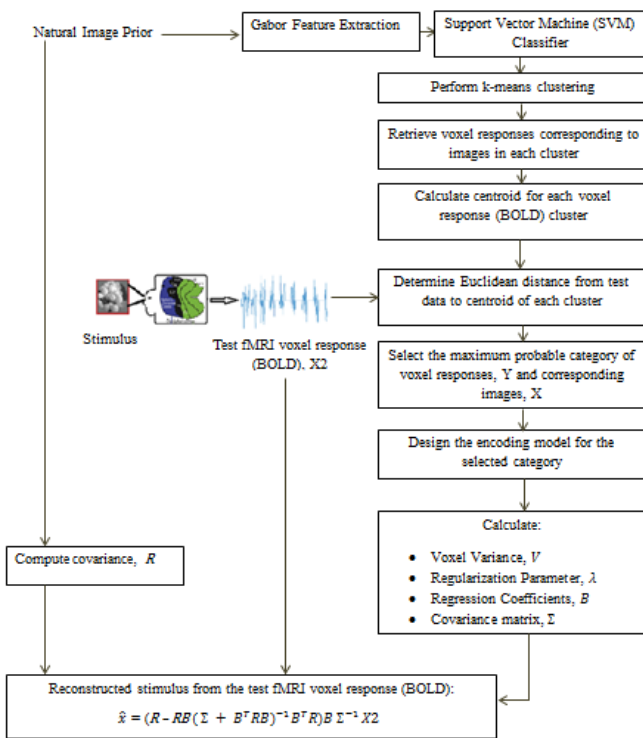 Natural Image Prior
Gabor Feature Extraction
Support Vector Machine (SVM)
Classifier
Perform k-means clustering
Retrieve voxel responses corresponding to
images in each cluster
Calculate centroid for each voxel
response (BOLD) cluster
Determine Euclidean distance from test
data to centroid of each cluster
Stimulus
Test fMRI voxel response
(BOLD), X2
Select the maximum probable category of
voxel responses, Y and corresponding
images, X
Design the encoding model for the
selected category
Calculate:
• Voxel Variance, V
• Regularization Parameter, λ
• Regression Coefficients, B
• Covariance matrix, Σ
Compute covariance, R
Reconstructed stimulus from the test fMRI voxel response (BOLD):
x̂ = (R – RB(Σ + BᵀRB)⁻¹BᵀR)B Σ⁻¹ X2